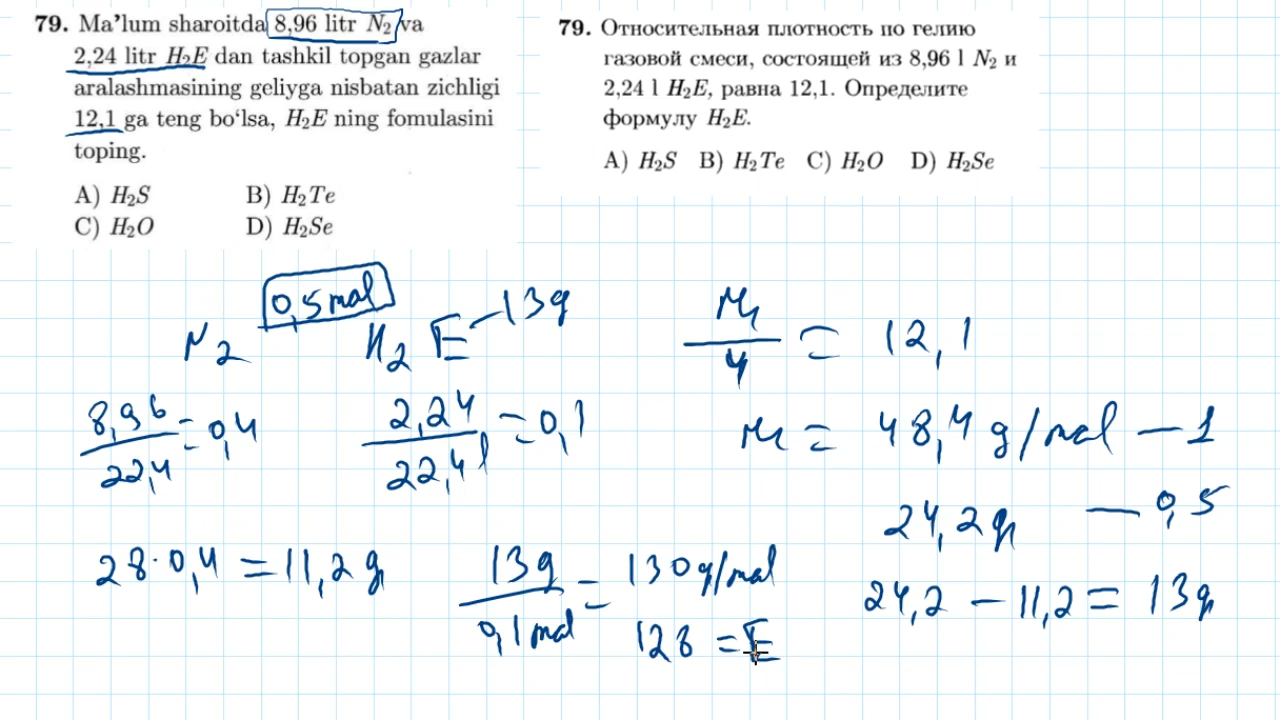 79. Ma’lum sharoitda 8,96 litr N₂ va
2,24 litr H₂E dan tashkil topgan gazlar
aralashmasining geliyga nisbatan zichligi
12,1 ga teng bo‘lsa, H₂E ning fomulasini
toping.
A) H₂S B) H₂Te
C) H₂O D) H₂Se
79. Относительная плотность по гелию
газовой смеси, состоящей из 8,96 l N₂ и
2,24 l H₂E, равна 12,1. Определите
формулу H₂E.
A) H₂S B) H₂Te C) H₂O D) H₂Se
0,5 mol
N₂ H₂E – 13g
8,96/22,4 = 0,4
2,24/22,4 l = 0,1
28·0,4 = 11,2 g
13g/0,1 mol = 130 g/mol
128 = E
M/4 = 12,1
M = 48,4 g/mol – 1
24,2 g – 0,5
24,2 – 11,2 = 13g